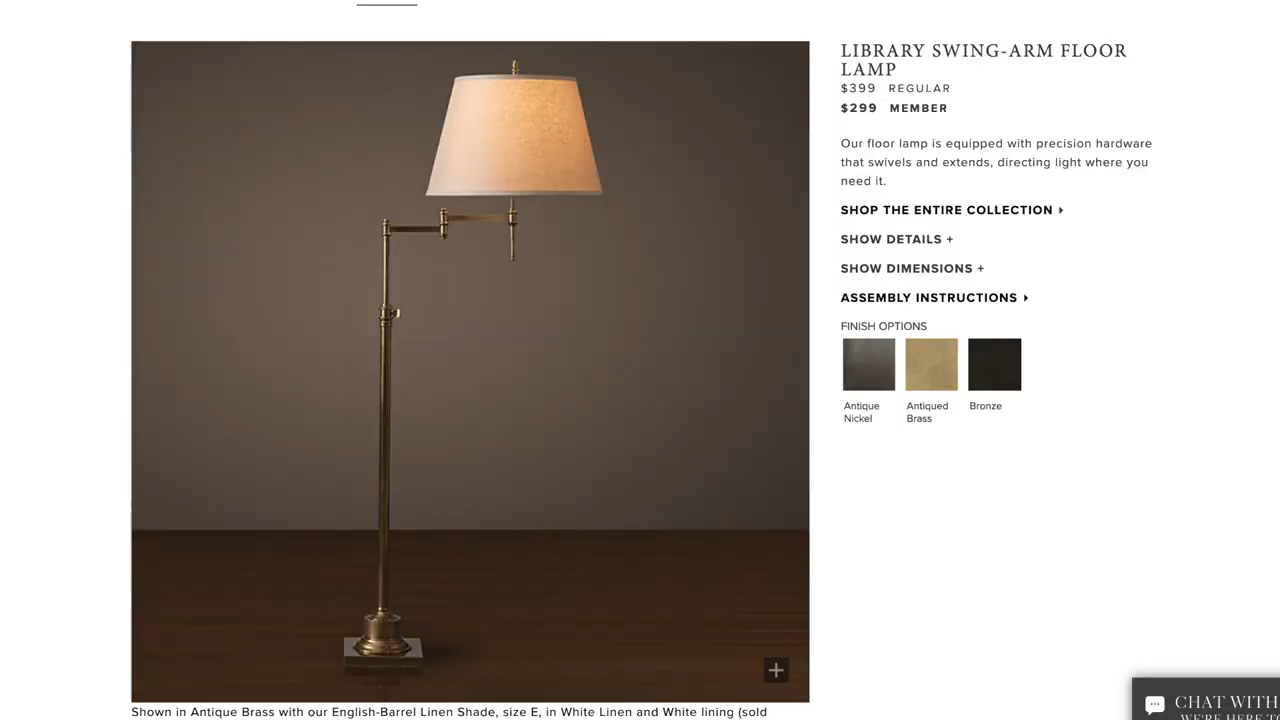 LIBRARY SWING-ARM FLOOR
LAMP
$399 REGULAR
$299 MEMBER
Our floor lamp is equipped with precision hardware
that swivels and extends, directing light where you
need it.
SHOP THE ENTIRE COLLECTION
SHOW DETAILS +
SHOW DIMENSIONS +
ASSEMBLY INSTRUCTIONS
FINISH OPTIONS
Antique
Nickel
Antiqued
Brass
Bronze
Shown in Antique Brass with our English-Barrel Linen Shade, size E, in White Linen and White lining (sold
CHAT WITH
WE'RE HERE